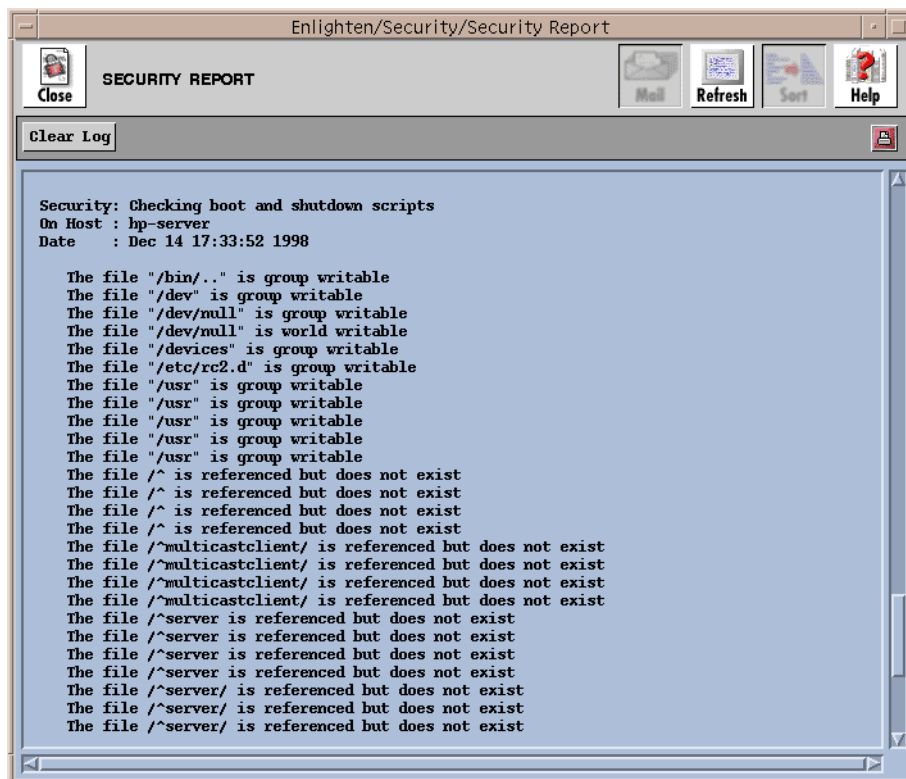 Enlighten/Security/Security Report
Close
SECURITY REPORT
Mail
Refresh
Sort
Help
Clear Log
Security: Checking boot and shutdown scripts
On Host : hp-server
Date    : Dec 14 17:33:52 1998
The file "/bin/.." is group writable
The file "/dev" is group writable
The file "/dev/null" is group writable
The file "/dev/null" is world writable
The file "/devices" is group writable
The file "/etc/rc2.d" is group writable
The file "/usr" is group writable
The file "/usr" is group writable
The file "/usr" is group writable
The file "/usr" is group writable
The file "/usr" is group writable
The file /^ is referenced but does not exist
The file /^ is referenced but does not exist
The file /^ is referenced but does not exist
The file /^ is referenced but does not exist
The file /^multicastclient/ is referenced but does not exist
The file /^multicastclient/ is referenced but does not exist
The file /^multicastclient/ is referenced but does not exist
The file /^multicastclient/ is referenced but does not exist
The file /^server is referenced but does not exist
The file /^server is referenced but does not exist
The file /^server is referenced but does not exist
The file /^server is referenced but does not exist
The file /^server/ is referenced but does not exist
The file /^server/ is referenced but does not exist
The file /^server/ is referenced but does not exist